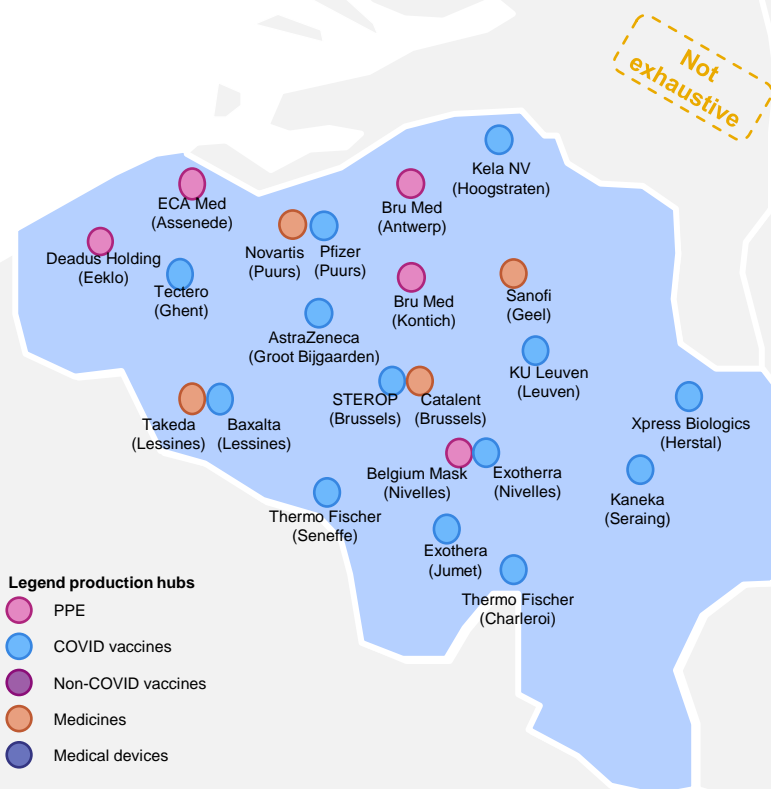 Not
exhaustive
Kela NV
(Hoogstraten)
ECA Med
(Assenede)
Bru Med
(Antwerp)
Deadus Holding
(Eeklo)
Novartis
(Puurs)
Pfizer
(Puurs)
Tectero
(Ghent)
Bru Med
(Kontich)
Sanofi
(Geel)
AstraZeneca
(Groot Bijgaarden)
KU Leuven
(Leuven)
STEROP
(Brussels)
Catalent
(Brussels)
Takeda
(Lessines)
Baxalta
(Lessines)
Xpress Biologics
(Herstal)
Belgium Mask
(Nivelles)
Exotherra
(Nivelles)
Kaneka
(Seraing)
Thermo Fischer
(Seneffe)
Exothera
(Jumet)
Thermo Fischer
(Charleroi)
Legend production hubs
PPE
COVID vaccines
Non-COVID vaccines
Medicines
Medical devices